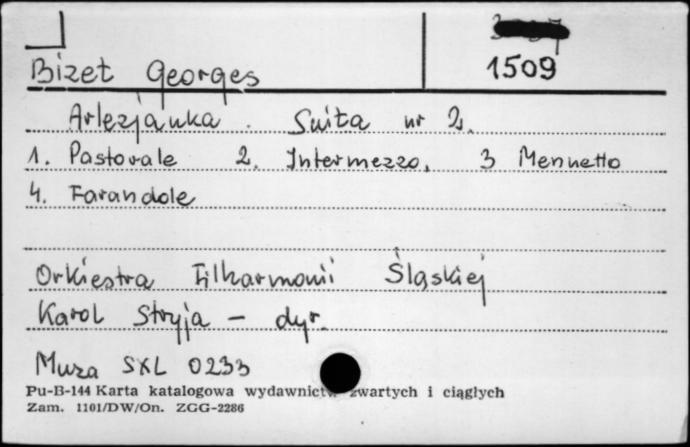 Bizet Georges
1509
Arlezjanka. Suita nr 2.
1. Pastorale 2. Intermezzo, 3 Mennetto
4. Farandole
Orkiestra Filharmonii Śląskiej
Karol Stryja - dyr.
Muza SXL 0233
Pu-B-144 Karta katalogowa wydawnictw zwartych i ciągłych
Zam. 1101/DW/On. ZGG-2286